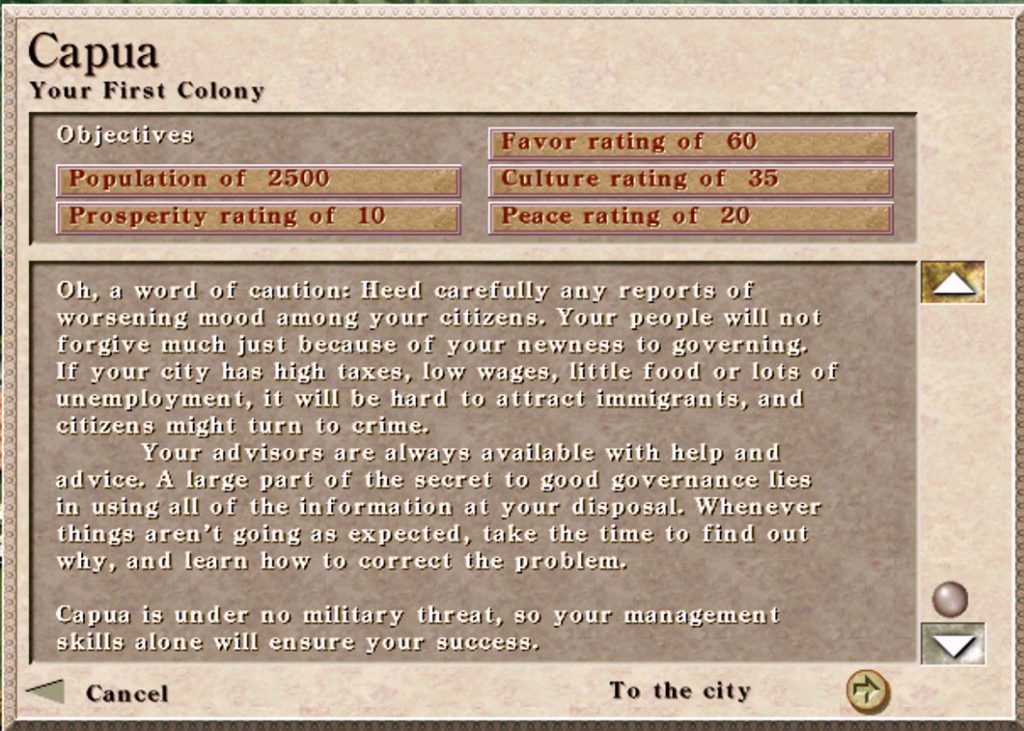 Capua
Your First Colony
Objectives
Favor rating of 60
Population of 2500
Culture rating of 35
Prosperity rating of 10
Peace rating of 20
Oh, a word of caution: Heed carefully any reports of
worsening mood among your citizens. Your people will not
forgive much just because of your newness to governing.
If your city has high taxes, low wages, little food or lots of
unemployment, it will be hard to attract immigrants, and
citizens might turn to crime.
Your advisors are always available with help and
advice. A large part of the secret to good governance lies
in using all of the information at your disposal. Whenever
things aren't going as expected, take the time to find out
why, and learn how to correct the problem.
Capua is under no military threat, so your management
skills alone will ensure your success.
Cancel
To the city